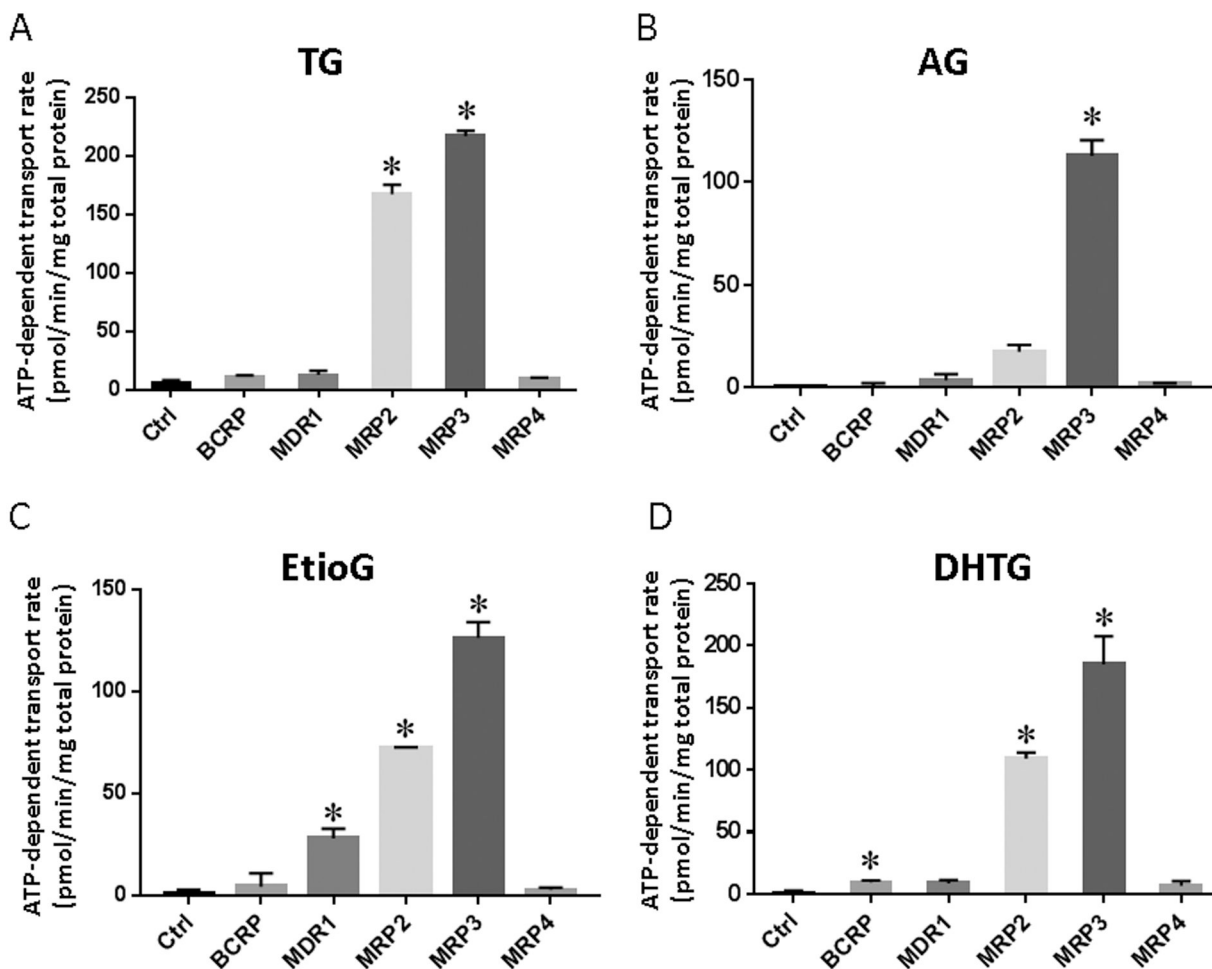 A
TG
ATP-dependent transport rate
(pmol/min/mg total protein)
250
200
150
100
50
0
*
*
Ctrl
BCRP
MDR1
MRP2
MRP3
MRP4
B
AG
ATP-dependent transport rate
(pmol/min/mg total protein)
150
100
50
0
*
Ctrl
BCRP
MDR1
MRP2
MRP3
MRP4
C
EtioG
ATP-dependent transport rate
(pmol/min/mg total protein)
150
100
50
0
*
*
*
Ctrl
BCRP
MDR1
MRP2
MRP3
MRP4
D
DHTG
ATP-dependent transport rate
(pmol/min/mg total protein)
250
200
150
100
50
0
*
*
*
Ctrl
BCRP
MDR1
MRP2
MRP3
MRP4